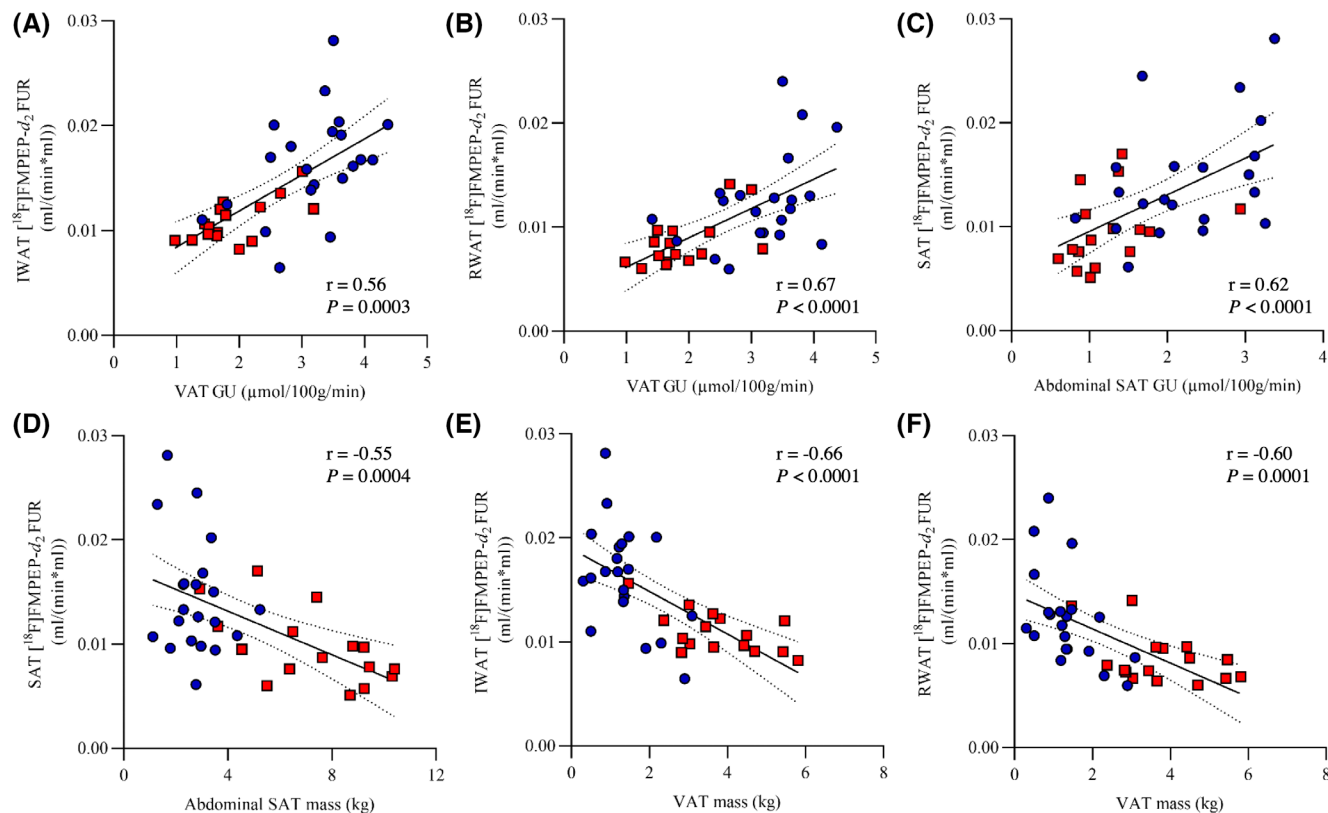 (A)
IWAT [¹⁸F]FMPEP-d₂ FUR
(ml/(min*ml))
0.03
0.02
0.01
0.00
0 1 2 3 4 5
VAT GU (µmol/100g/min)
r = 0.56
P = 0.0003
(B)
RWAT [¹⁸F]FMPEP-d₂ FUR
(ml/(min*ml))
0.03
0.02
0.01
0.00
0 1 2 3 4 5
VAT GU (µmol/100g/min)
r = 0.67
P < 0.0001
(C)
SAT [¹⁸F]FMPEP-d₂ FUR
(ml/(min*ml))
0.03
0.02
0.01
0.00
0 1 2 3 4
Abdominal SAT GU (µmol/100g/min)
r = 0.62
P < 0.0001
(D)
SAT [¹⁸F]FMPEP-d₂ FUR
(ml/(min*ml))
0.03
0.02
0.01
0.00
0 4 8 12
Abdominal SAT mass (kg)
r = -0.55
P = 0.0004
(E)
IWAT [¹⁸F]FMPEP-d₂ FUR
(ml/(min*ml))
0.03
0.02
0.01
0.00
0 2 4 6 8
VAT mass (kg)
r = -0.66
P < 0.0001
(F)
RWAT [¹⁸F]FMPEP-d₂ FUR
(ml/(min*ml))
0.03
0.02
0.01
0.00
0 2 4 6 8
VAT mass (kg)
r = -0.60
P = 0.0001